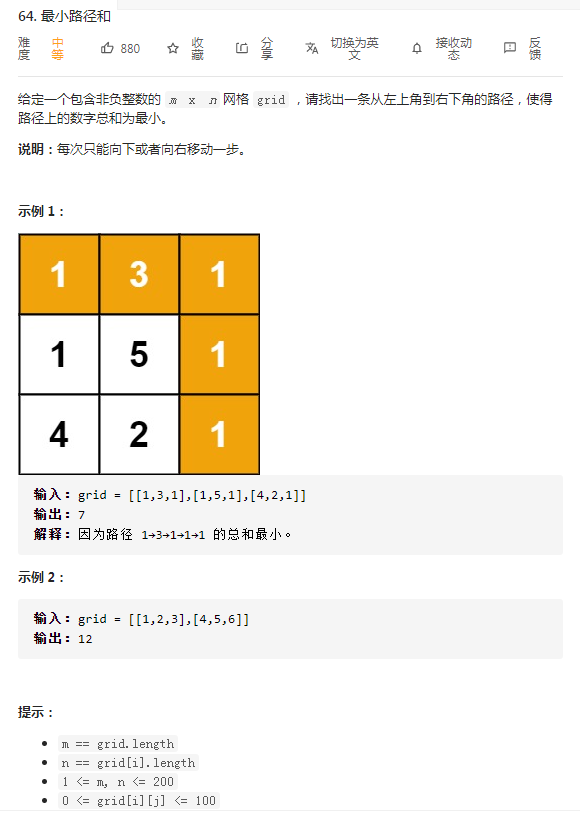 64. 最小路径和
难度 中等 880 收藏 分享 切换为英文 接收动态 反馈
给定一个包含非负整数的 m x n 网格 grid ，请找出一条从左上角到右下角的路径，使得
路径上的数字总和为最小。
说明：每次只能向下或者向右移动一步。
示例 1：
1 3 1
1 5 1
4 2 1
输入：grid = [[1,3,1],[1,5,1],[4,2,1]]
输出：7
解释：因为路径 1→3→1→1→1 的总和最小。
示例 2：
输入：grid = [[1,2,3],[4,5,6]]
输出：12
提示：
m == grid.length
n == grid[i].length
1 <= m, n <= 200
0 <= grid[i][j] <= 100